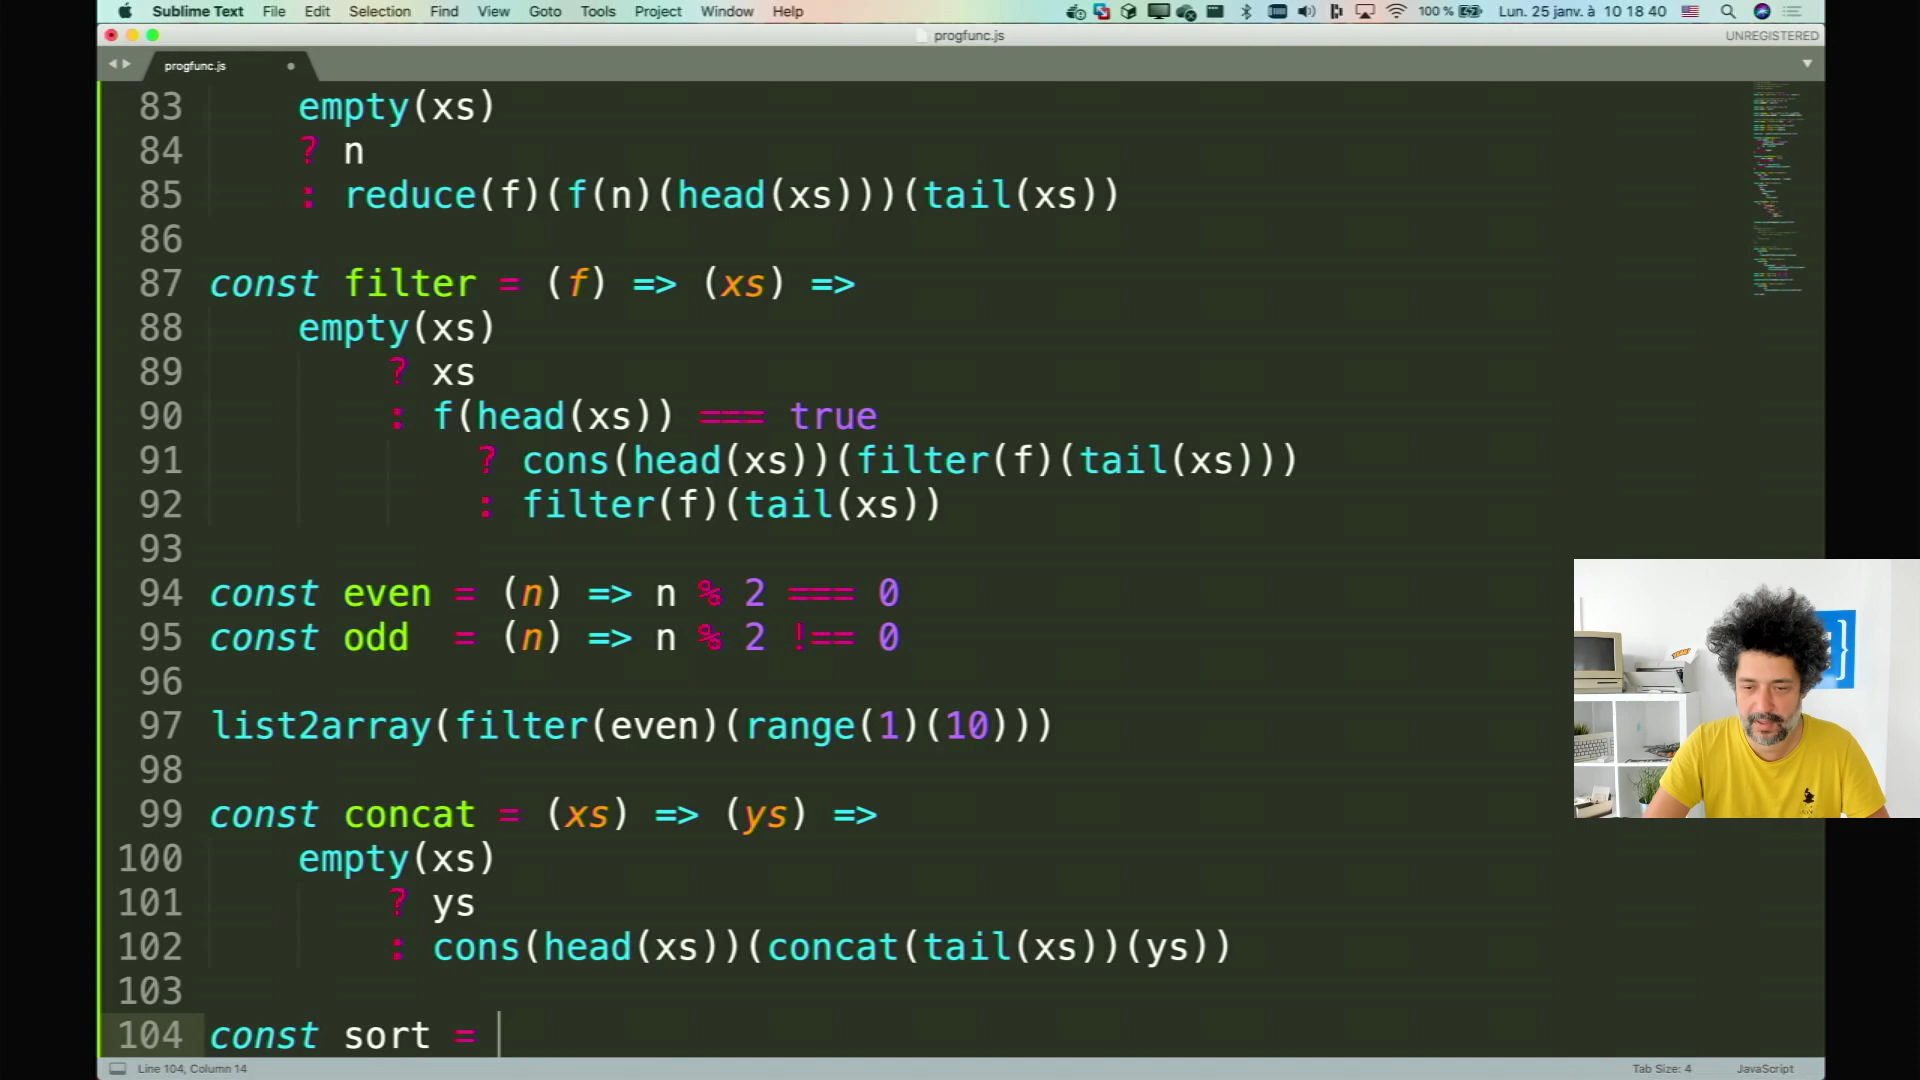 Sublime Text File Edit Selection Find View Goto Tools Project Window Help 100 % Lun. 25 janv. à 10 18 40
progfunc.js UNREGISTERED
progfunc.js
83 empty(xs)
84 ? n
85 : reduce(f)(f(n)(head(xs)))(tail(xs))
86
87 const filter = (f) => (xs) =>
88 empty(xs)
89 ? xs
90 : f(head(xs)) === true
91 ? cons(head(xs))(filter(f)(tail(xs)))
92 : filter(f)(tail(xs))
93
94 const even = (n) => n % 2 === 0
95 const odd = (n) => n % 2 !== 0
96
97 list2array(filter(even)(range(1)(10)))
98
99 const concat = (xs) => (ys) =>
100 empty(xs)
101 ? ys
102 : cons(head(xs))(concat(tail(xs))(ys))
103
104 const sort =
Line 104, Column 14 Tab Size: 4 JavaScript